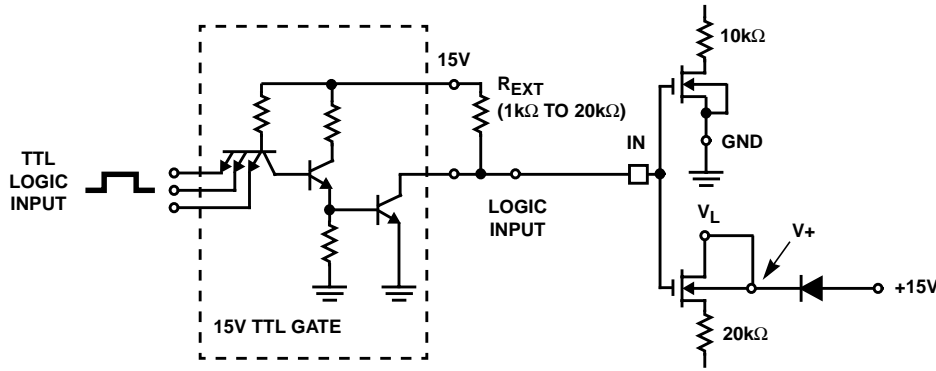 TTL
LOGIC
INPUT
15V TTL GATE
15V
R_EXT
(1kΩ TO 20kΩ)
LOGIC
INPUT
IN
10kΩ
GND
V_L
V+
+15V
20kΩ